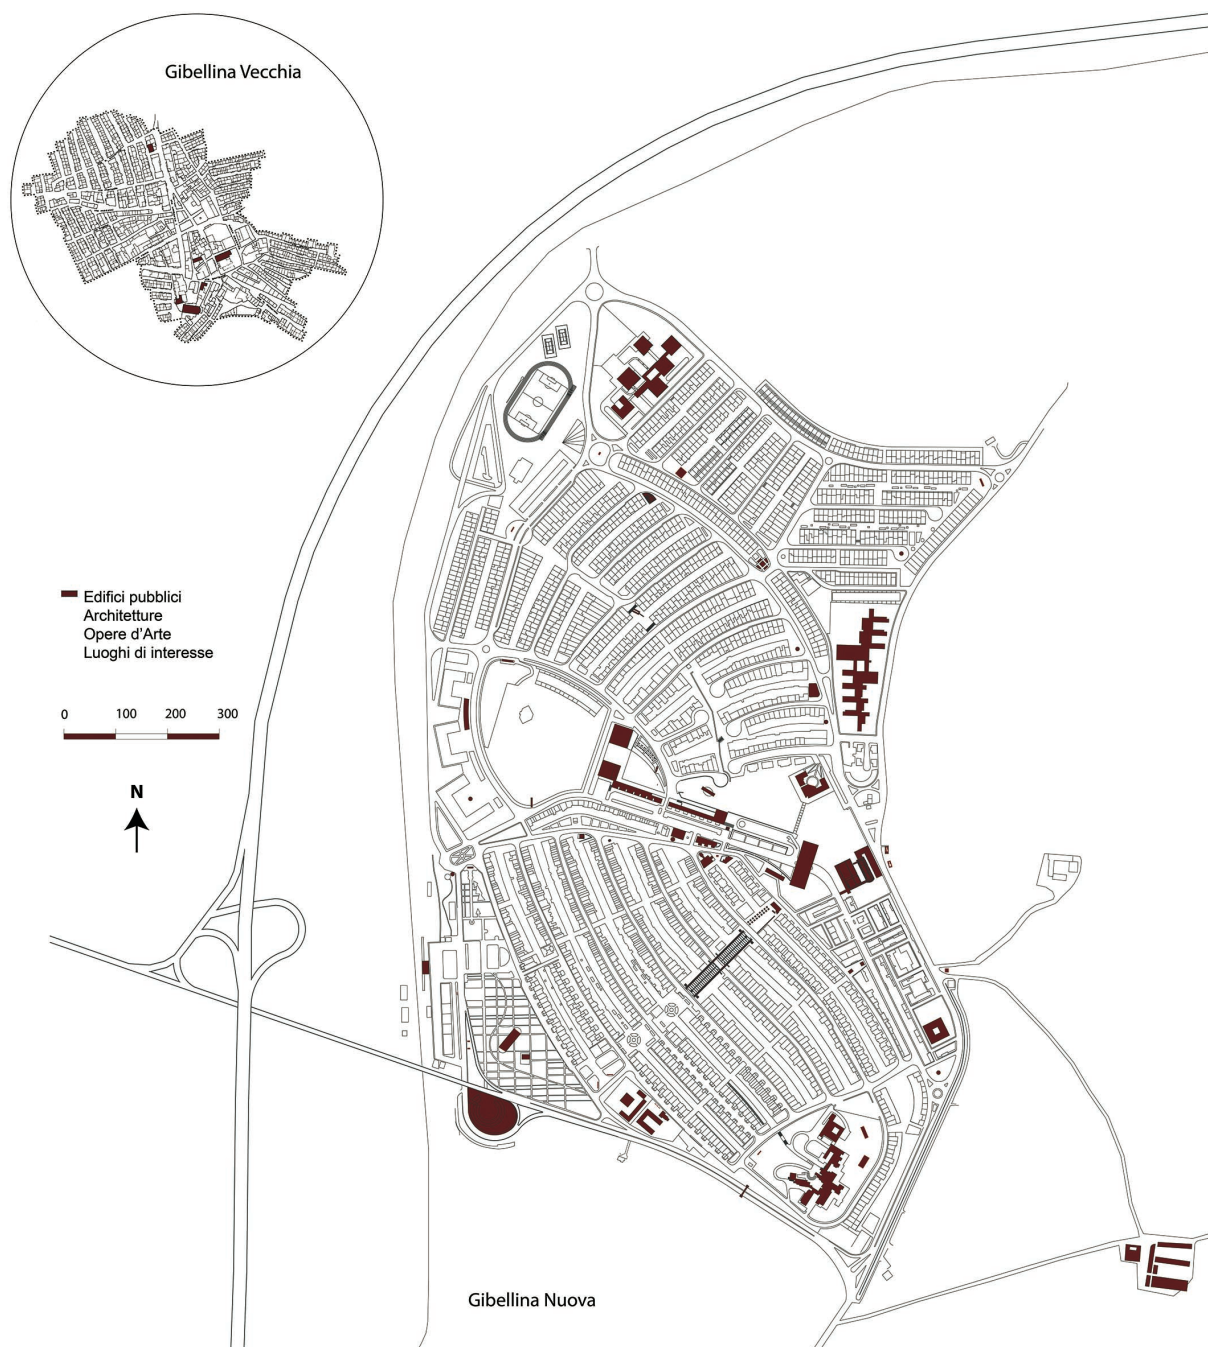 Gibellina Vecchia
Edifici pubblici
Architetture
Opere d'Arte
Luoghi di interesse
0 100 200 300
N
Gibellina Nuova